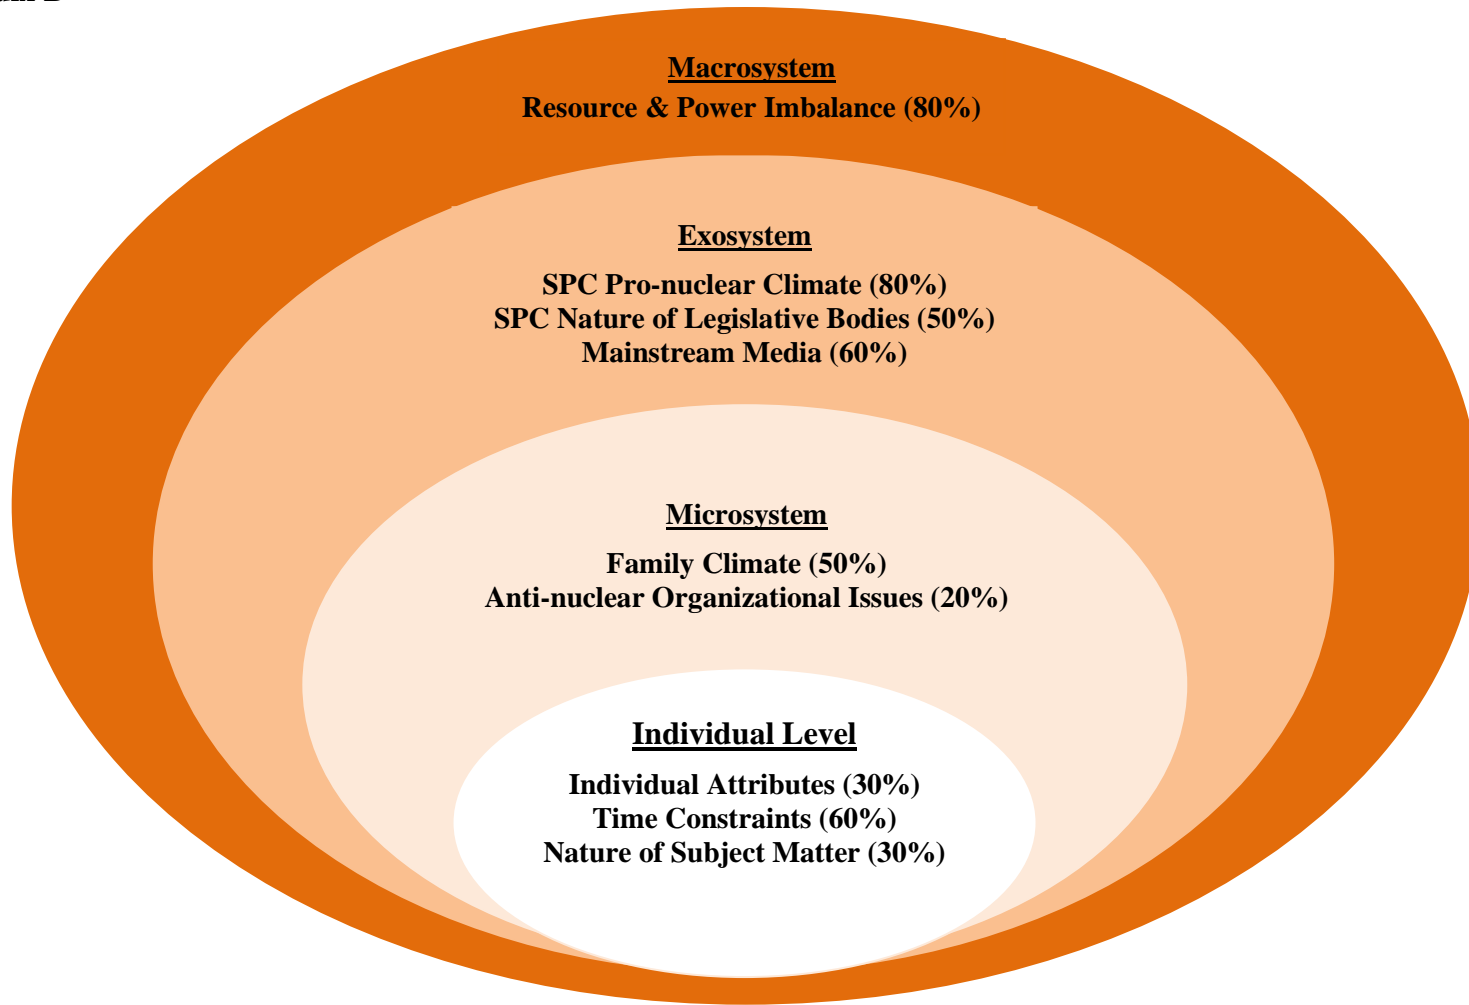 Macrosystem
Resource & Power Imbalance (80%)
Exosystem
SPC Pro-nuclear Climate (80%)
SPC Nature of Legislative Bodies (50%)
Mainstream Media (60%)
Microsystem
Family Climate (50%)
Anti-nuclear Organizational Issues (20%)
Individual Level
Individual Attributes (30%)
Time Constraints (60%)
Nature of Subject Matter (30%)